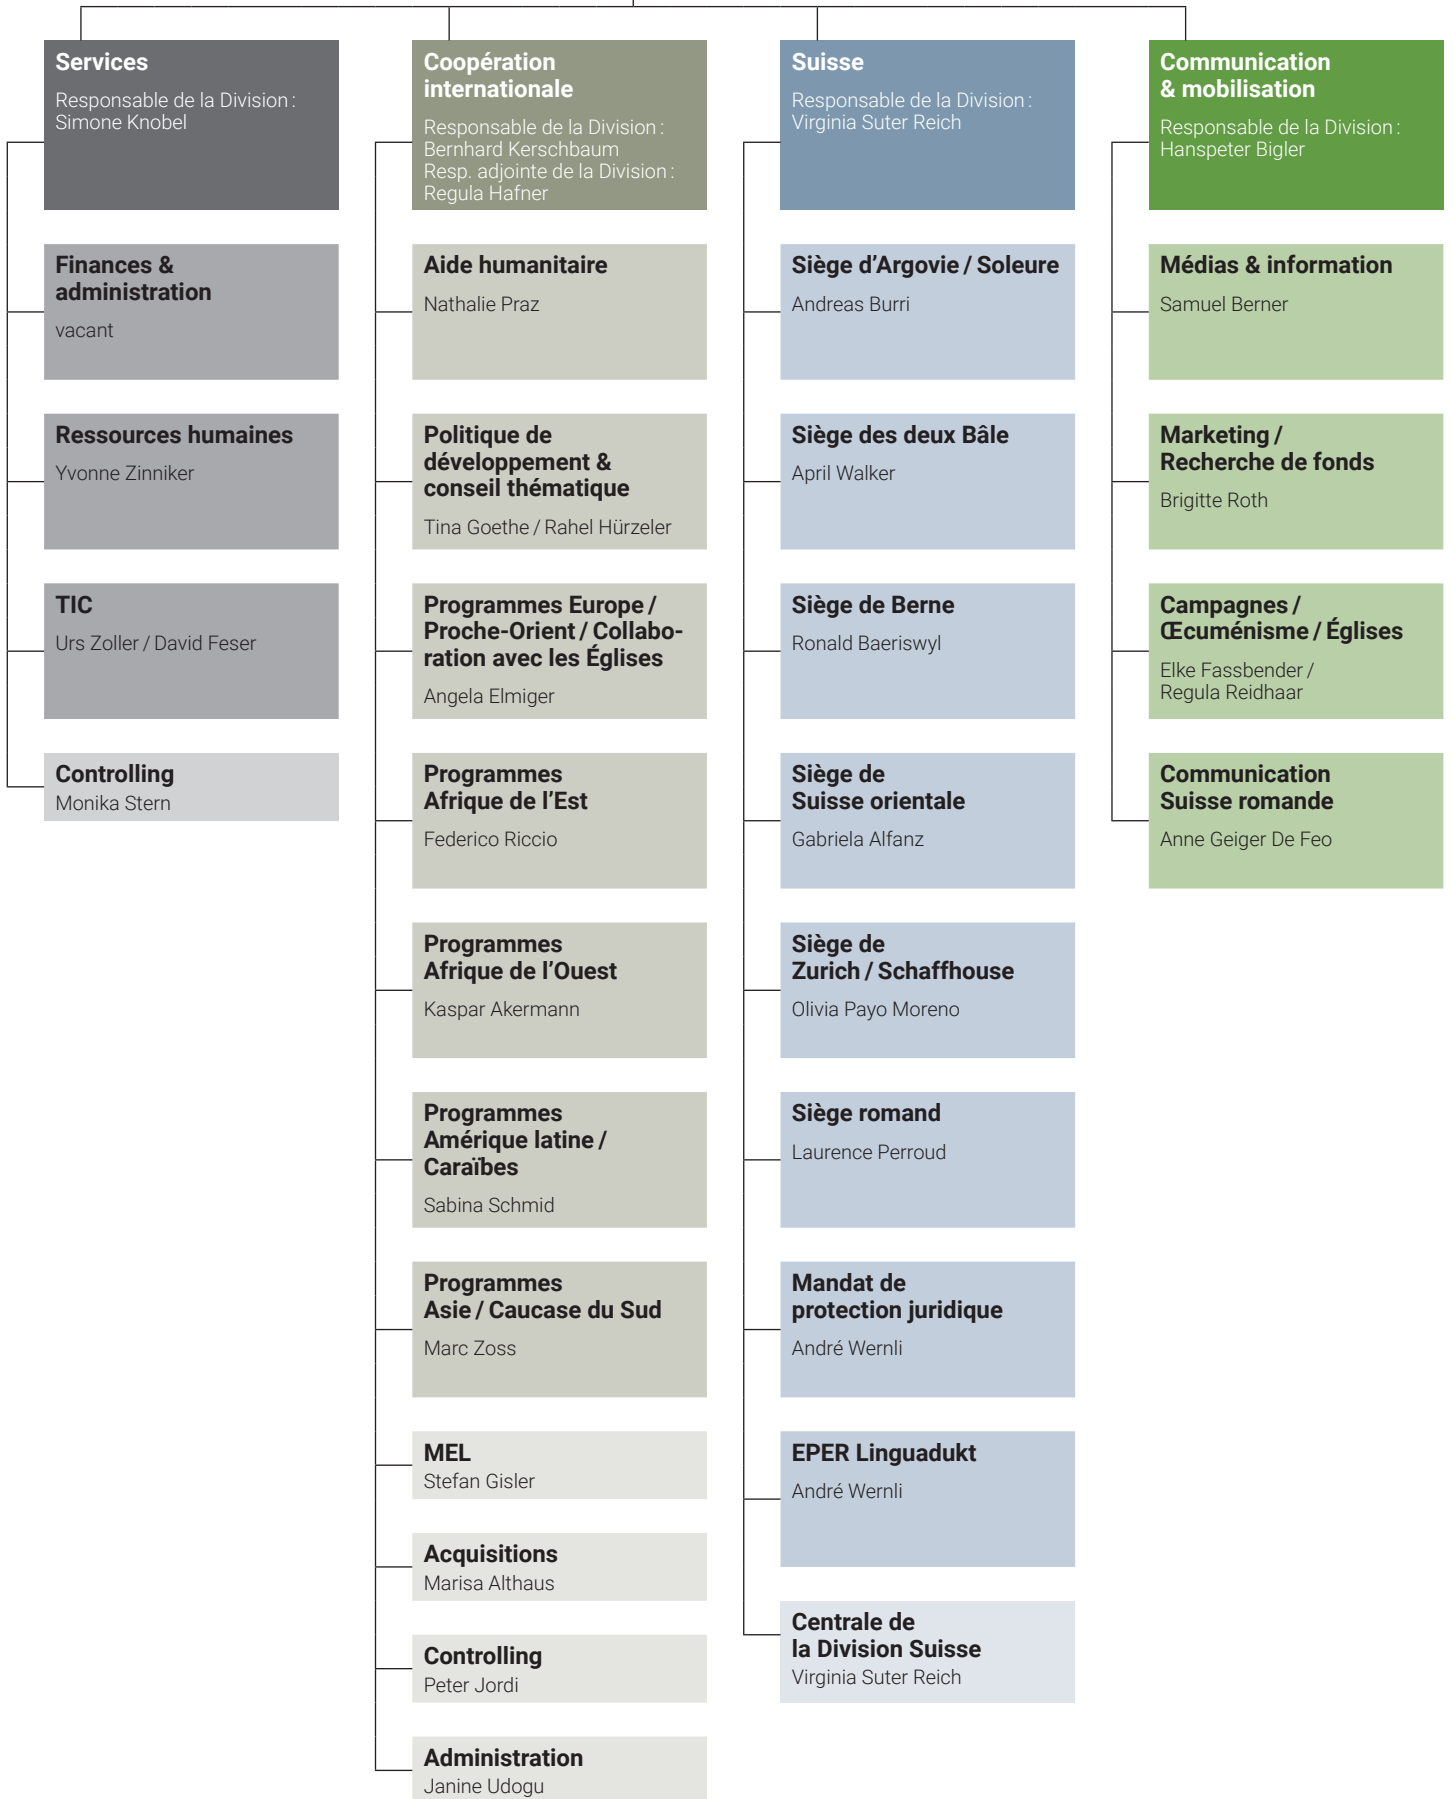 Services
Responsable de la Division :
Simone Knobel
Finances &
administration
vacant
Ressources humaines
Yvonne Zinniker
TIC
Urs Zoller / David Feser
Controlling
Monika Stern
Coopération
internationale
Responsable de la Division :
Bernhard Kerschbaum
Resp. adjointe de la Division :
Regula Hafner
Aide humanitaire
Nathalie Praz
Politique de
développement &
conseil thématique
Tina Goethe / Rahel Hürzeler
Programmes Europe /
Proche-Orient / Collabo-
ration avec les Églises
Angela Elmiger
Programmes
Afrique de l’Est
Federico Riccio
Programmes
Afrique de l’Ouest
Kaspar Akermann
Programmes
Amérique latine /
Caraïbes
Sabina Schmid
Programmes
Asie / Caucase du Sud
Marc Zoss
MEL
Stefan Gisler
Acquisitions
Marisa Althaus
Controlling
Peter Jordi
Administration
Janine Udogu
Suisse
Responsable de la Division :
Virginia Suter Reich
Siège d'Argovie / Soleure
Andreas Burri
Siège des deux Bâle
April Walker
Siège de Berne
Ronald Baeriswyl
Siège de
Suisse orientale
Gabriela Alfanz
Siège de
Zurich / Schaffhouse
Olivia Payo Moreno
Siège romand
Laurence Perroud
Mandat de
protection juridique
André Wernli
EPER Linguadukt
André Wernli
Centrale de
la Division Suisse
Virginia Suter Reich
Communication
& mobilisation
Responsable de la Division :
Hanspeter Bigler
Médias & information
Samuel Berner
Marketing /
Recherche de fonds
Brigitte Roth
Campagnes /
Œcuménisme / Églises
Elke Fassbender /
Regula Reidhaar
Communication
Suisse romande
Anne Geiger De Feo